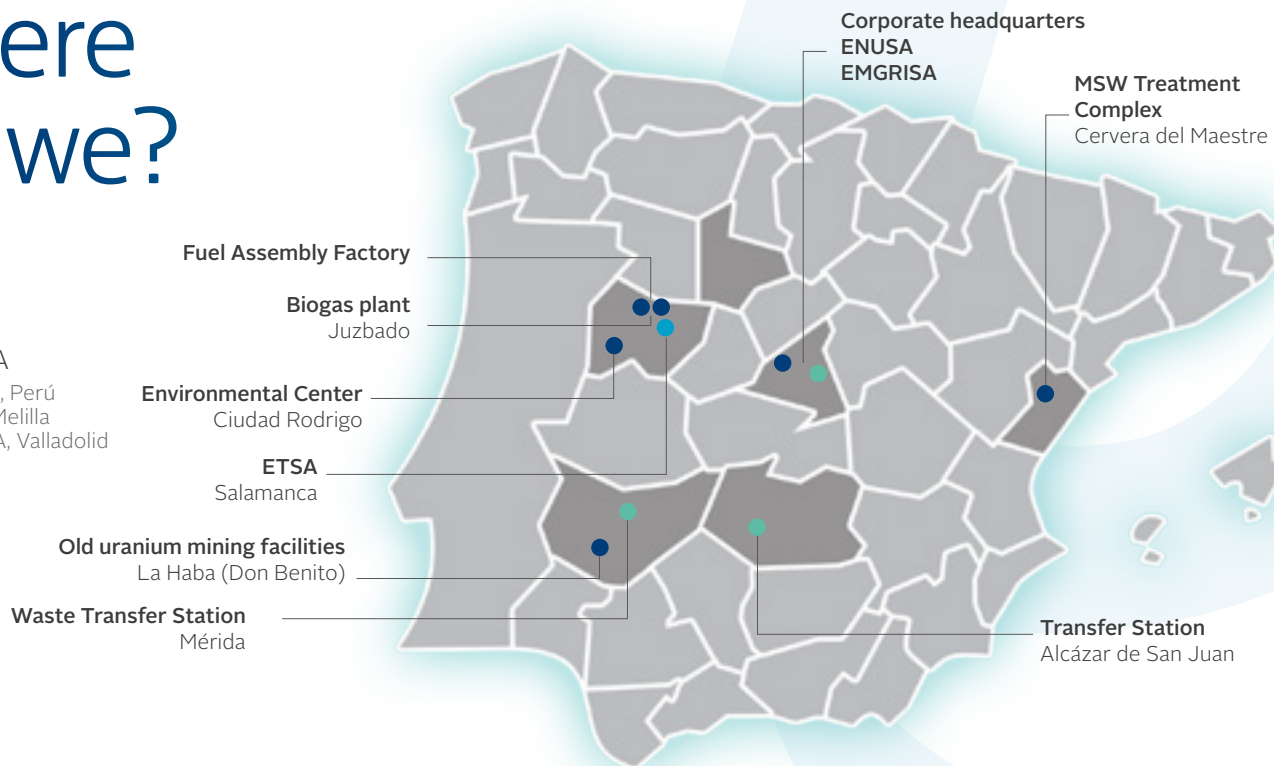 ere
we?
Corporate headquarters
ENUSA
EMGRISA
MSW Treatment
Complex
Cervera del Maestre
Fuel Assembly Factory
Biogas plant
Juzbado
A
, Perú
Melilla
A, Valladolid
Environmental Center
Ciudad Rodrigo
ETSA
Salamanca
Old uranium mining facilities
La Haba (Don Benito)
Waste Transfer Station
Mérida
Transfer Station
Alcázar de San Juan